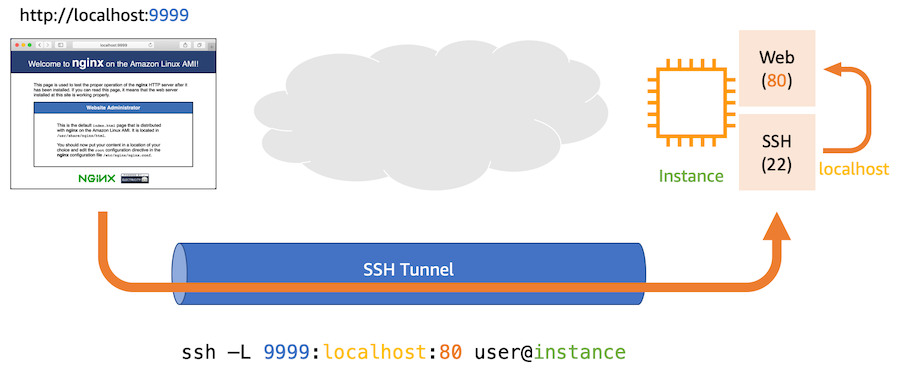 http://localhost:9999
localhost:9999
Welcome to nginx on the Amazon Linux AMI!
This page is used to test the proper operation of the nginx HTTP server after it
has been installed. If you can read this page, it means that the web server
installed at this site is working properly.
Website Administrator
This is the default index.html page that is distributed
with nginx on the Amazon Linux AMI. It is located in
/usr/share/nginx/html.
You should now put your content in a location of your
choice and edit the root configuration directive in the
nginx configuration file /etc/nginx/nginx.conf.
NGINX
Web
(80)
SSH
(22)
Instance
localhost
SSH Tunnel
ssh –L 9999:localhost:80 user@instance